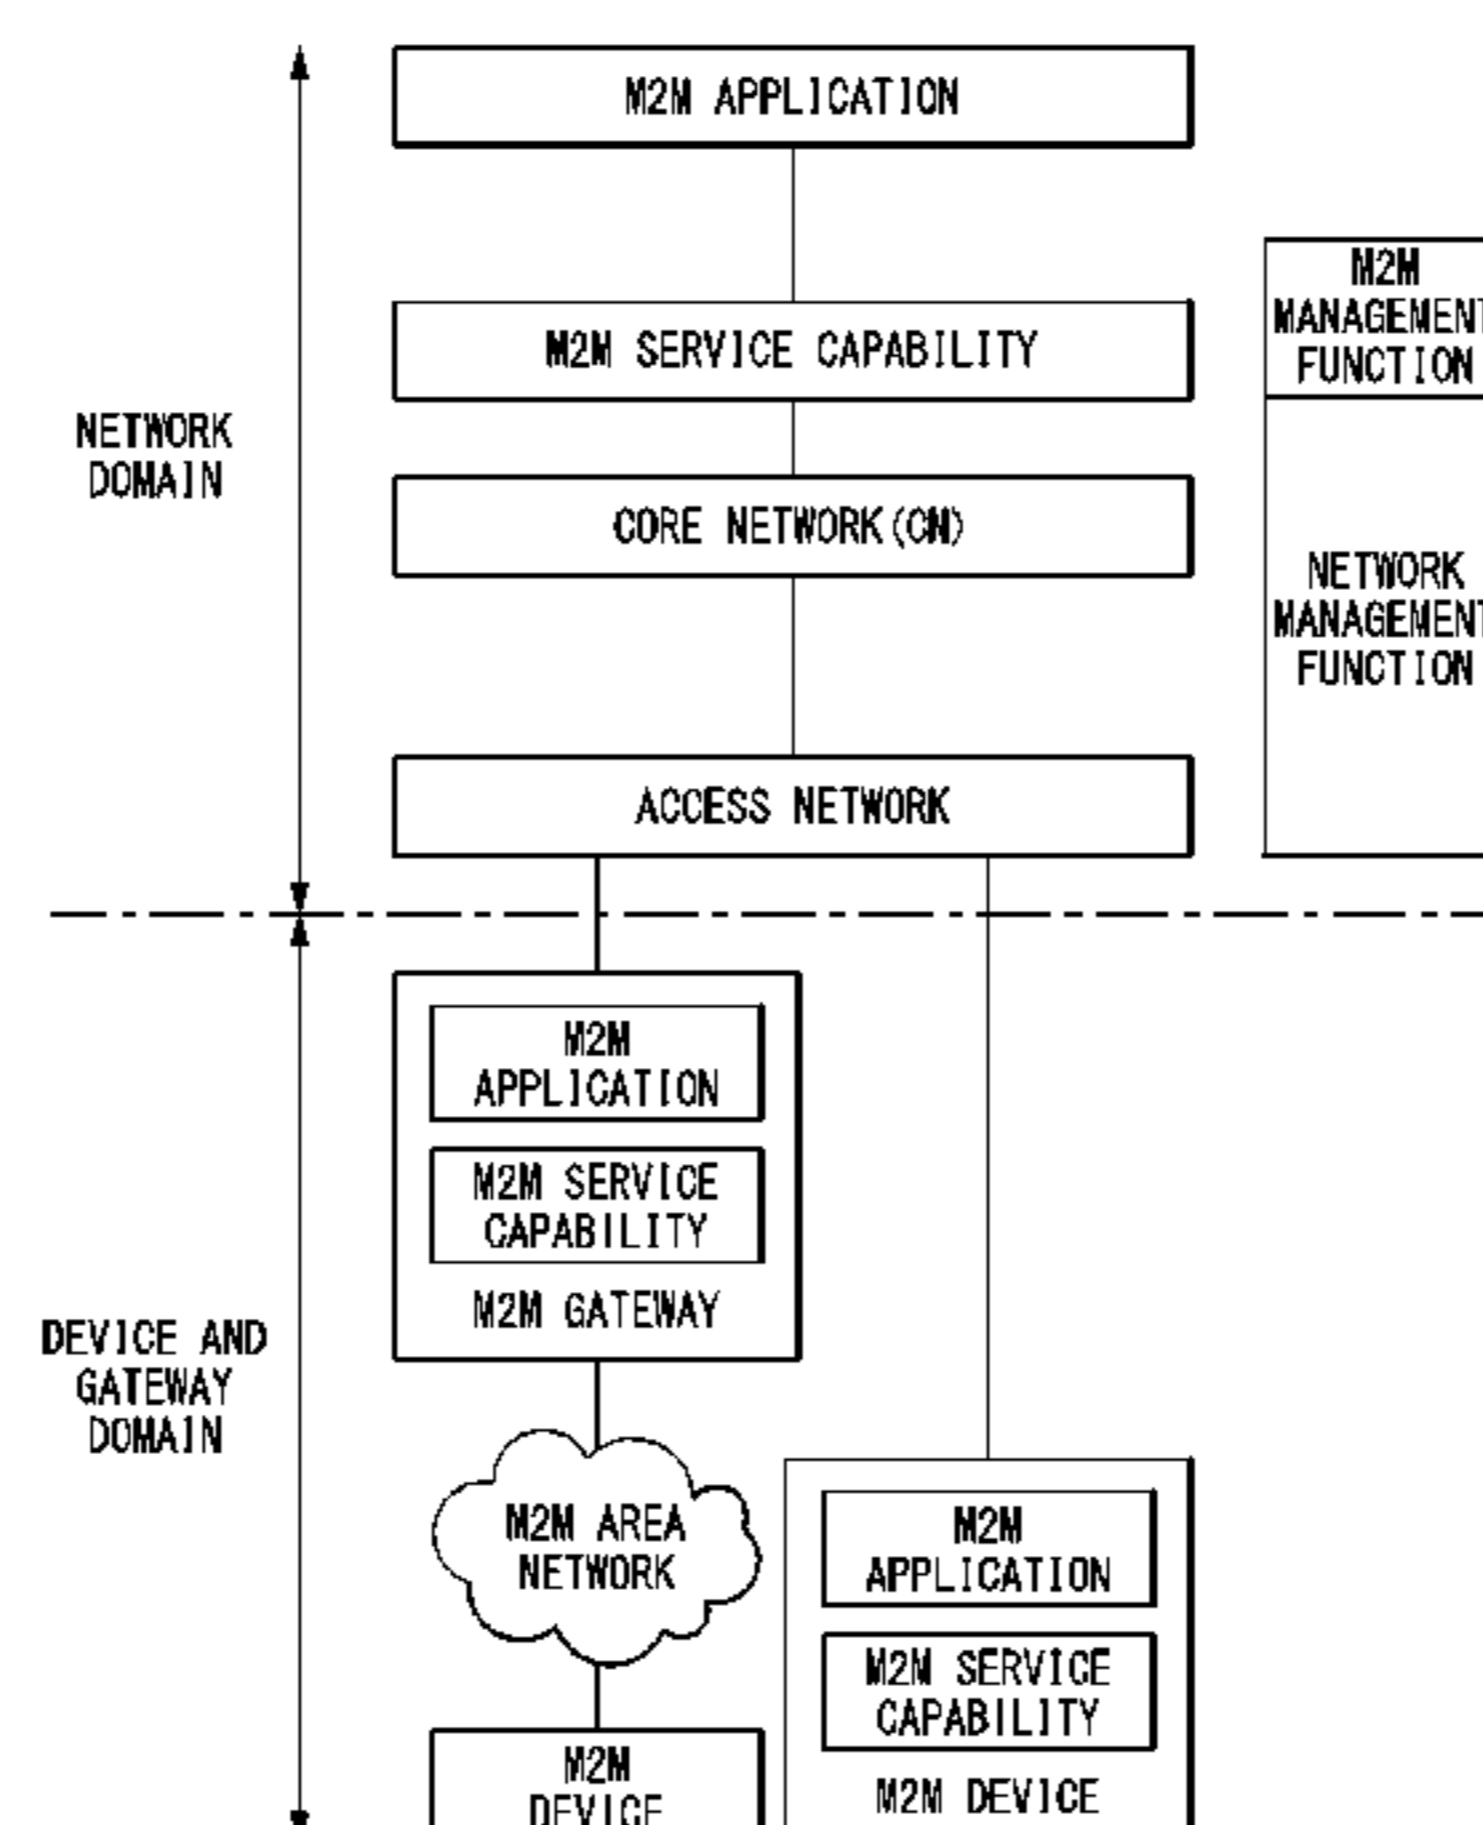 M2M APPLICATION
M2M
MANAGEMENT
FUNCTION
M2M SERVICE CAPABILITY
NETWORK
DOMAIN
CORE NETWORK(CN)
NETWORK
MANAGEMENT
FUNCTION
ACCESS NETWORK
M2M
APPLICATION
M2M SERVICE
CAPABILITY
M2M GATEWAY
DEVICE AND
GATEWAY
DOMAIN
M2M AREA
NETWORK
M2M
APPLICATION
M2M SERVICE
CAPABILITY
M2M DEVICE
M2M
DEVICE